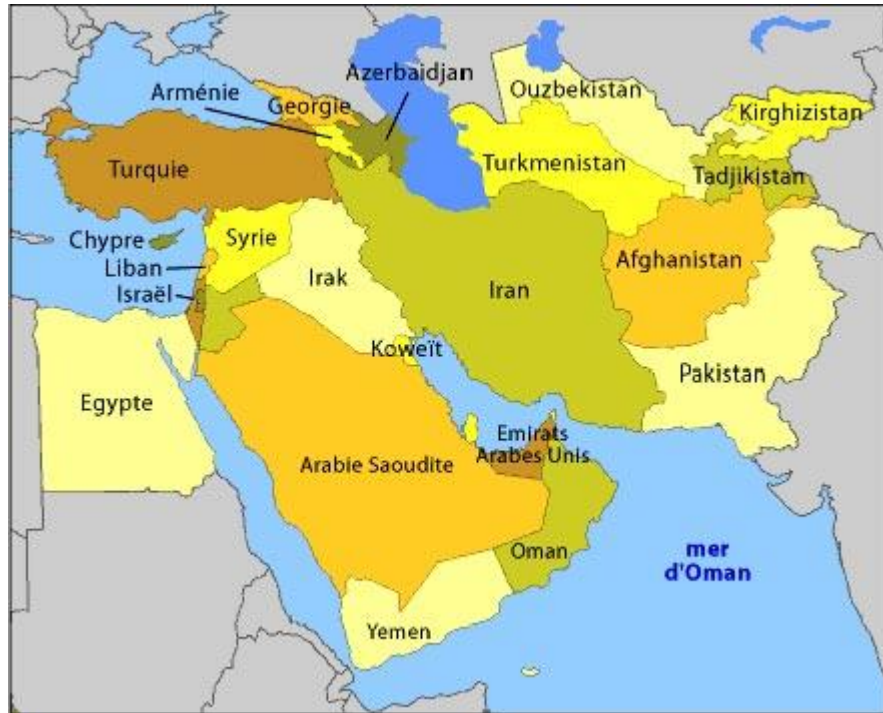 Azerbaidjan
Arménie
Georgie
Ouzbekistan
Kirghizistan
Turquie
Turkmenistan
Tadjikistan
Chypre
Syrie
Liban
Irak
Iran
Afghanistan
Israël
Koweït
Pakistan
Egypte
Arabie Saoudite
Emirats
Arabes Unis
Oman
mer
d'Oman
Yemen